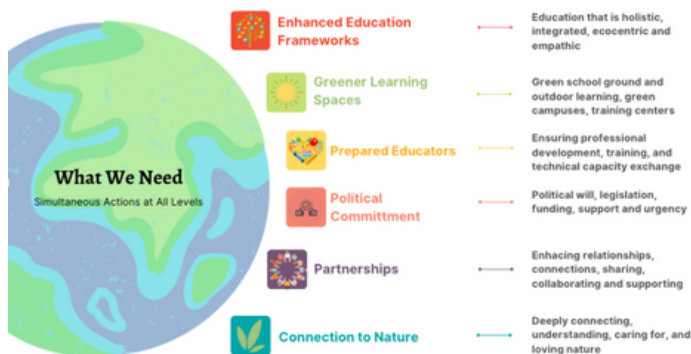 What We Need
Simultaneous Actions at All Levels
Enhanced Education
Frameworks
Education that is holistic,
integrated, ecocentric and
empathic
Greener Learning
Spaces
Green school ground and
outdoor learning, green
campuses, training centers
Prepared Educators
Ensuring professional
development, training, and
technical capacity exchange
Political
Committment
Political will, legislation,
funding, support and urgency
Partnerships
Enhacing relationships,
connections, sharing,
collaborating and supporting
Connection to Nature
Deeply connecting,
understanding, caring for, and
loving nature